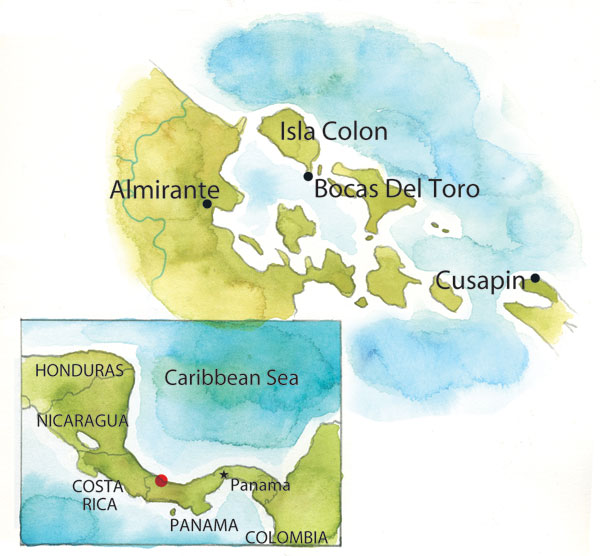 Isla Colon
Almirante
Bocas Del Toro
Cusapin
HONDURAS
Caribbean Sea
NICARAGUA
COSTA
RICA
Panama
PANAMA
COLOMBIA